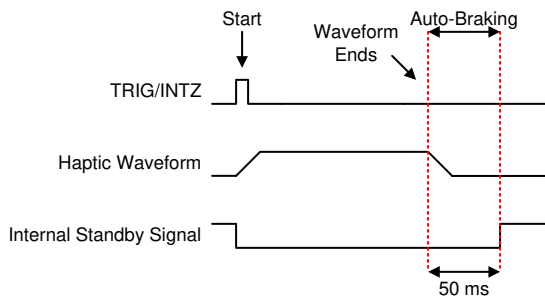 Start
Auto-Braking
Waveform
Ends
TRIG/INTZ
Haptic Waveform
Internal Standby Signal
50 ms